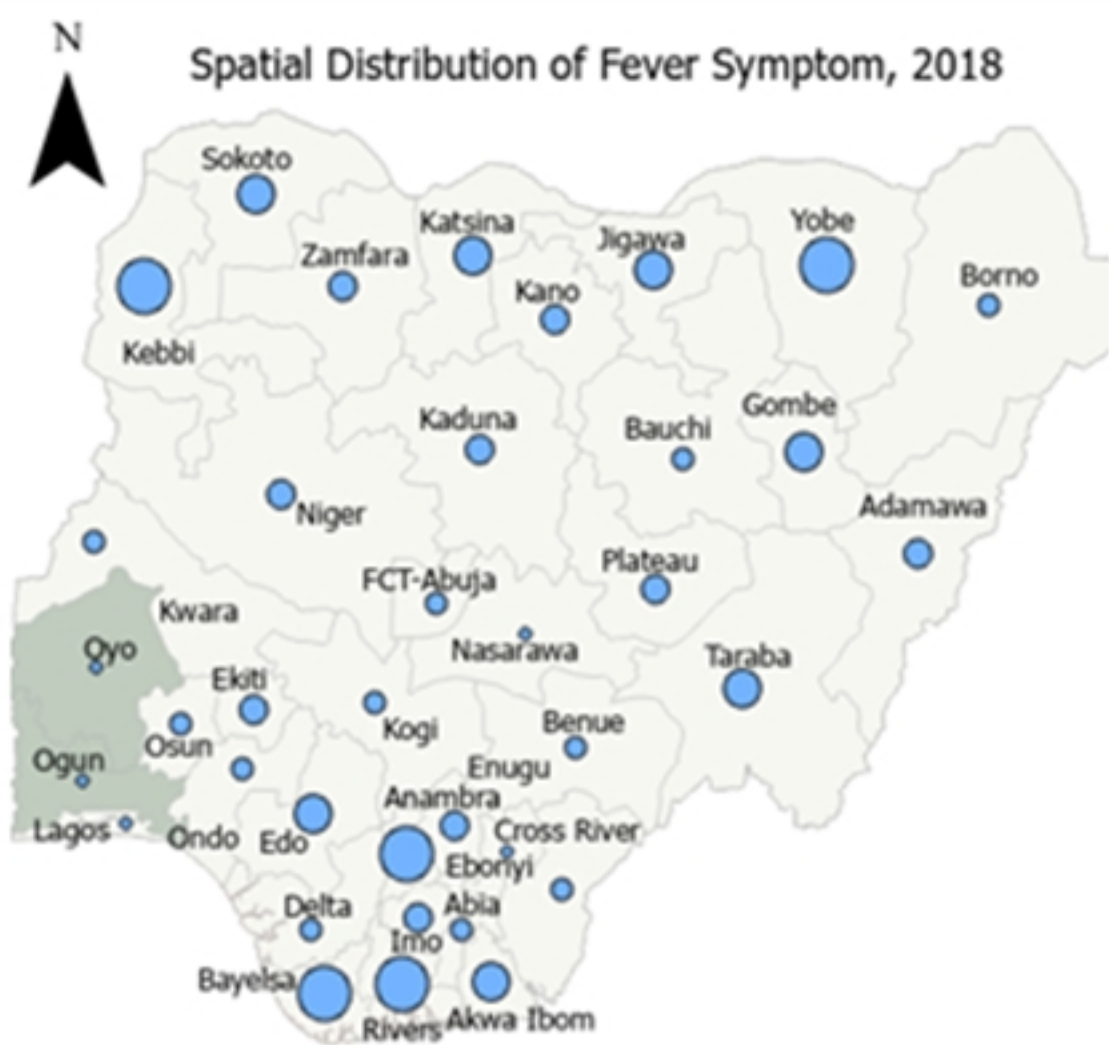 N
Spatial Distribution of Fever Symptom, 2018
Sokoto
Katsina
Yobe
Jigawa
Zamfara
Borno
Kano
Kebbi
Gombe
Kaduna
Bauchi
Adamawa
Niger
Plateau
FCT-Abuja
Kwara
Oyo
Nasarawa
Taraba
Ekiti
Benue
Kogi
Osun
Ogun
Enugu
Anambra
Lagos
Ondo
Edo
Cross River
Ebonyi
Delta
Abia
Imo
Bayelsa
Rivers
Akwa Ibom